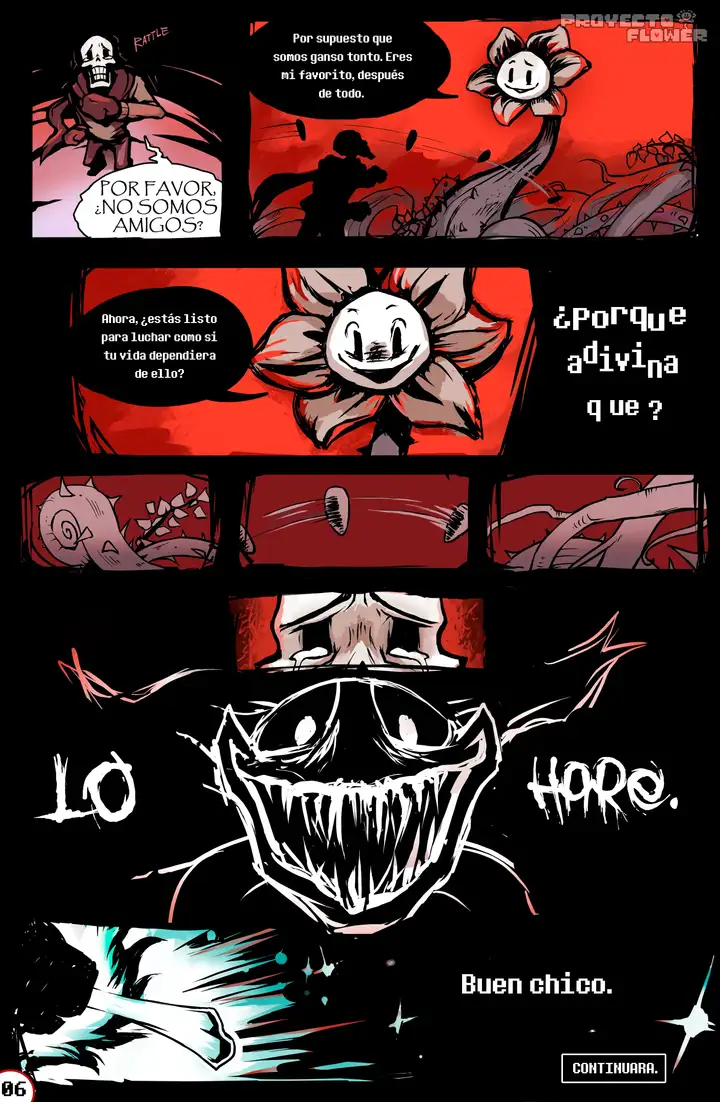 PROYECTO
FLOWER
RATTLE
POR FAVOR,
¿NO SOMOS
AMIGOS?
Por supuesto que
somos ganso tonto. Eres
mi favorito, después
de todo.
Ahora, ¿estás listo
para luchar como si
tu vida dependiera
de ello?
¿Porque
adivina
que?
LO HARe.
Buen chico.
CONTINUARA.
06